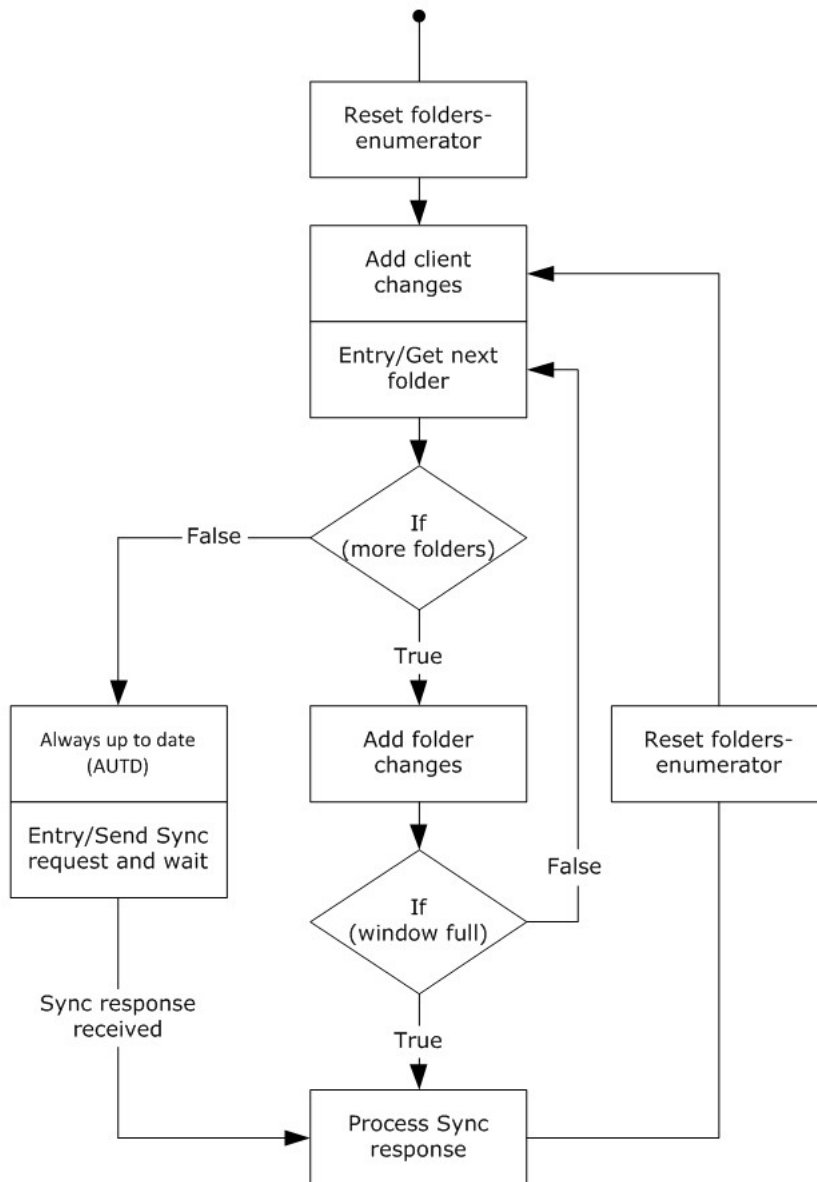 Reset folders-
enumerator
Add client
changes
Entry/Get next
folder
If
(more folders)
False
True
Always up to date
(AUTD)
Entry/Send Sync
request and wait
Add folder
changes
Reset folders-
enumerator
If
(window full)
False
Sync response
received
True
Process Sync
response